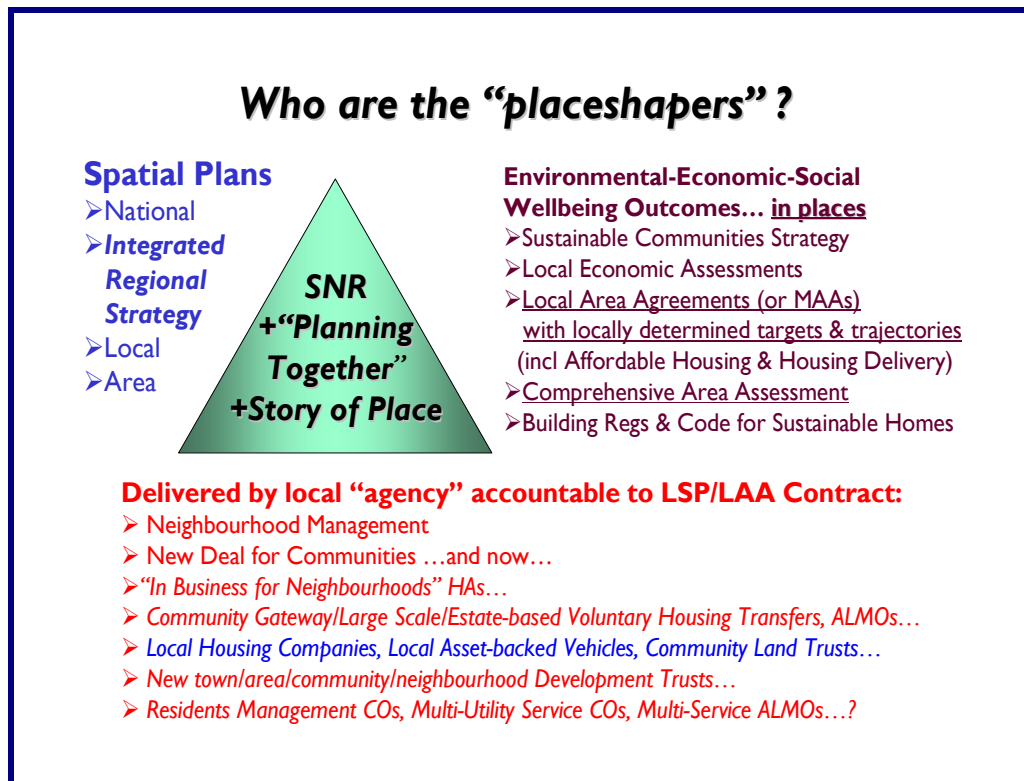 Who are the “placeshapers” ?
Spatial Plans
➢National
➢Integrated
Regional
Strategy
➢Local
➢Area
SNR
+“Planning
Together”
+Story of Place
Environmental-Economic-Social
Wellbeing Outcomes… in places
➢Sustainable Communities Strategy
➢Local Economic Assessments
➢Local Area Agreements (or MAAs)
with locally determined targets & trajectories
(incl Affordable Housing & Housing Delivery)
➢Comprehensive Area Assessment
➢Building Regs & Code for Sustainable Homes
Delivered by local “agency” accountable to LSP/LAA Contract:
➢ Neighbourhood Management
➢ New Deal for Communities …and now…
➢“In Business for Neighbourhoods” HAs…
➢ Community Gateway/Large Scale/Estate-based Voluntary Housing Transfers, ALMOs…
➢ Local Housing Companies, Local Asset-backed Vehicles, Community Land Trusts…
➢ New town/area/community/neighbourhood Development Trusts…
➢ Residents Management COs, Multi-Utility Service COs, Multi-Service ALMOs…?